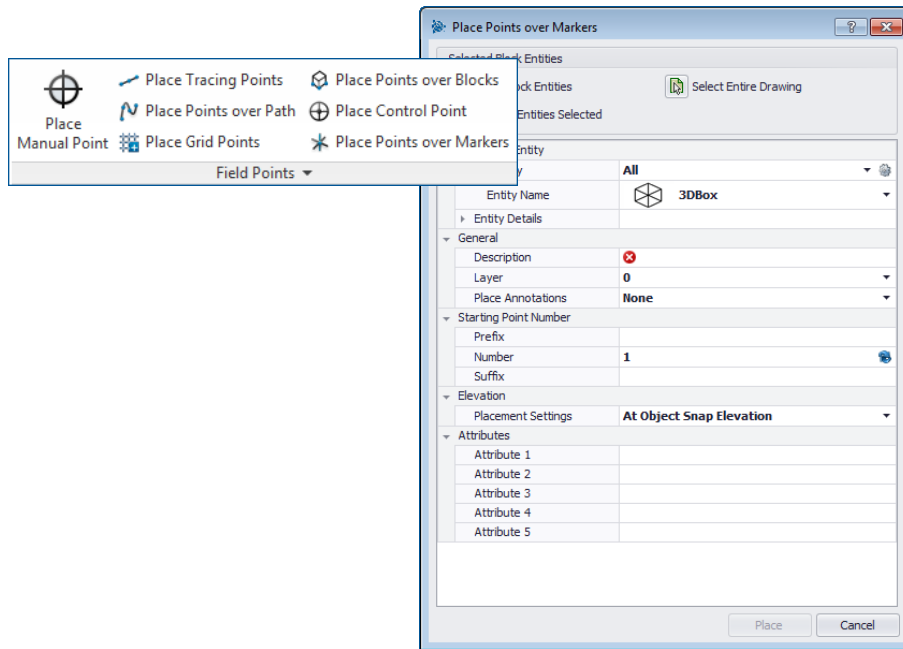 Place Points over Markers
Selected Block Entities
Block Entities
Select Entire Drawing
Entities Selected
Place
Manual Point
Place Tracing Points
Place Points over Path
Place Grid Points
Place Points over Blocks
Place Control Point
Place Points over Markers
Field Points
Entity
All
Entity Name
3DBox
Entity Details
General
Description
Layer
0
Place Annotations
None
Starting Point Number
Prefix
Number
1
Suffix
Elevation
Placement Settings
At Object Snap Elevation
Attributes
Attribute 1
Attribute 2
Attribute 3
Attribute 4
Attribute 5
Place
Cancel